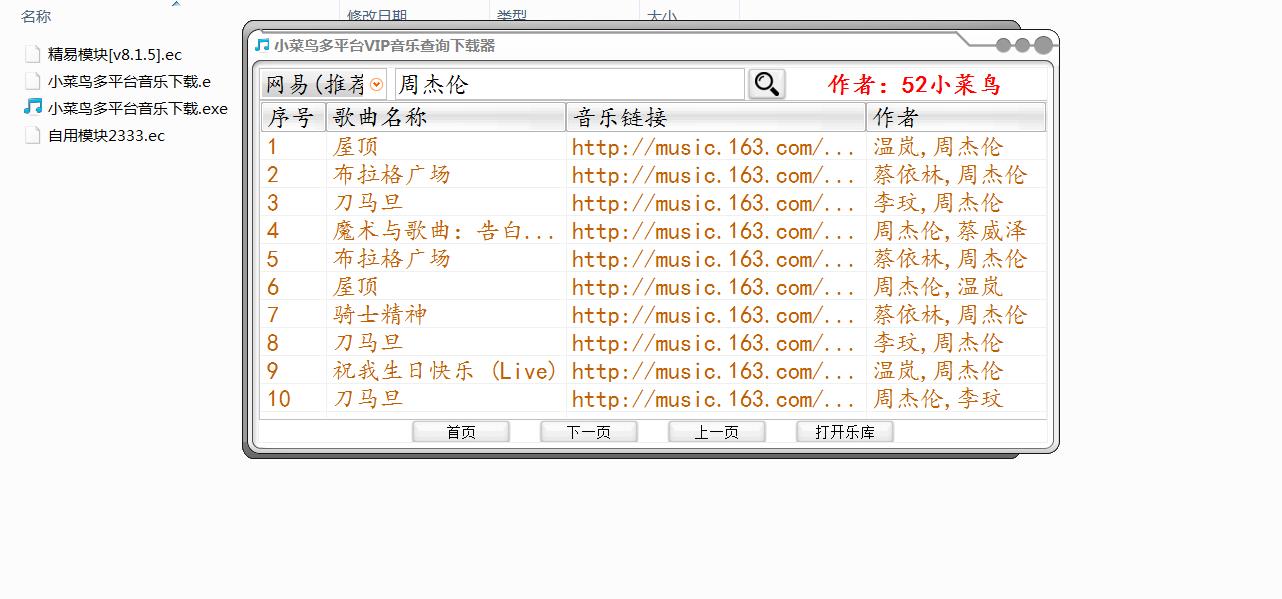 名称 修改日期 类型 大小
精易模块[v8.1.5].ec
小菜鸟多平台音乐下载.e
小菜鸟多平台音乐下载.exe
自用模块2333.ec
小菜鸟多平台VIP音乐查询下载器
网易(推荐 周杰伦 作者：52小菜鸟
序号 歌曲名称 音乐链接 作者
1 屋顶 http://music.163.com/... 温岚,周杰伦
2 布拉格广场 http://music.163.com/... 蔡依林,周杰伦
3 刀马旦 http://music.163.com/... 李玟,周杰伦
4 魔术与歌曲：告白... http://music.163.com/... 周杰伦,蔡威泽
5 布拉格广场 http://music.163.com/... 蔡依林,周杰伦
6 屋顶 http://music.163.com/... 周杰伦,温岚
7 骑士精神 http://music.163.com/... 蔡依林,周杰伦
8 刀马旦 http://music.163.com/... 李玟,周杰伦
9 祝我生日快乐 (Live) http://music.163.com/... 温岚,周杰伦
10 刀马旦 http://music.163.com/... 周杰伦,李玟
首页 下一页 上一页 打开乐库